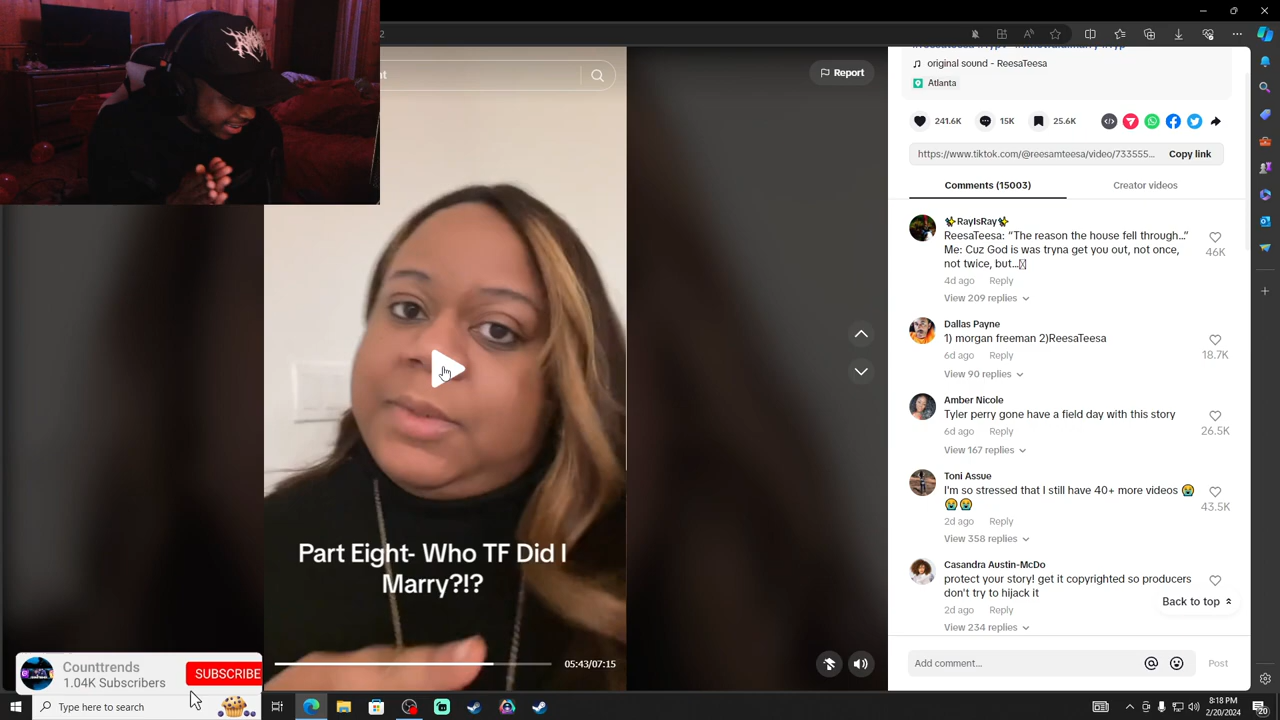 2
nt
Report
original sound - ReesaTeesa
Atlanta
241.6K
15K
25.6K
https://www.tiktok.com/@reesamteesa/video/733555...
Copy link
Comments (15003)
Creator videos
✨RayIsRay✨
ReesaTeesa: “The reason the house fell through...”
Me: Cuz God is was tryna get you out, not once,
not twice, but...
46K
4d ago Reply
View 209 replies
Dallas Payne
1) morgan freeman 2)ReesaTeesa
18.7K
6d ago Reply
View 90 replies
Amber Nicole
Tyler perry gone have a field day with this story
26.5K
6d ago Reply
View 167 replies
Toni Assue
I'm so stressed that I still have 40+ more videos 😭
😭😭
43.5K
2d ago Reply
View 358 replies
Casandra Austin-McDo
protect your story! get it copyrighted so producers
don't try to hijack it
2d ago Reply
View 234 replies
Back to top
Add comment...
Post
Part Eight- Who TF Did I
Marry?!?
05:43/07:15
Counttrends
1.04K Subscribers
SUBSCRIBE
Type here to search
8:18 PM
2/20/2024
20